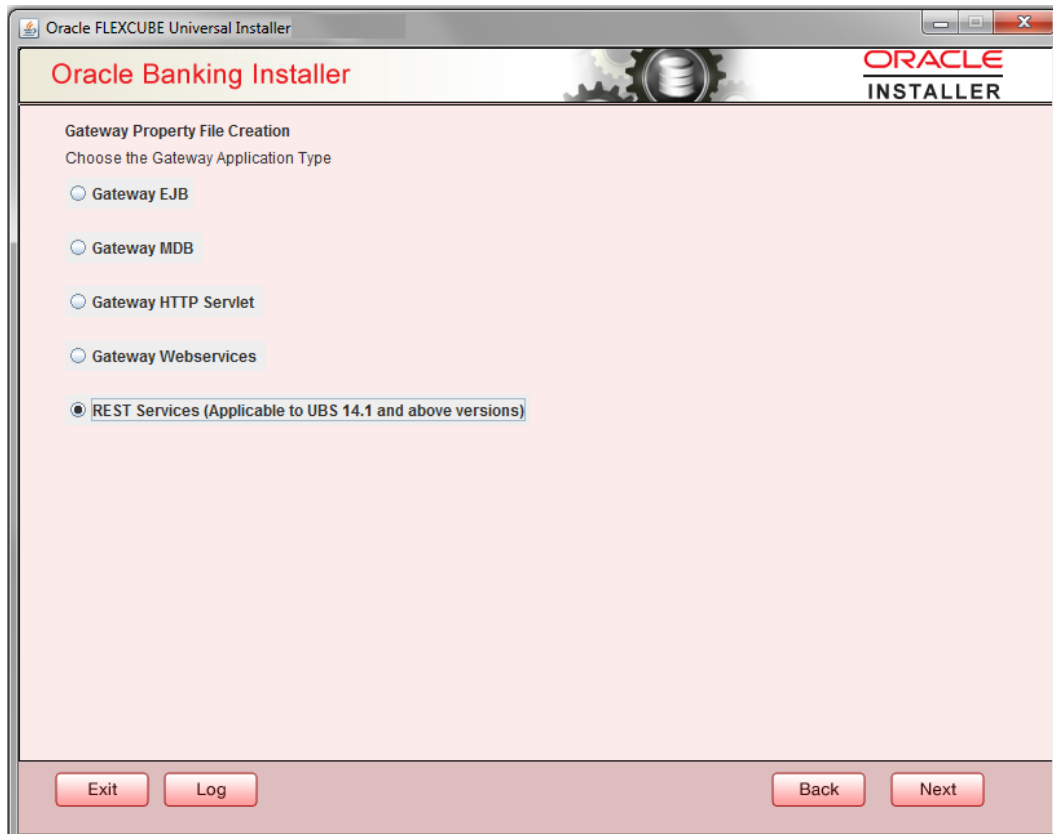 Oracle FLEXCUBE Universal Installer
Oracle Banking Installer
ORACLE
INSTALLER
Gateway Property File Creation
Choose the Gateway Application Type
Gateway EJB
Gateway MDB
Gateway HTTP Servlet
Gateway Webservices
REST Services (Applicable to UBS 14.1 and above versions)
Exit
Log
Back
Next